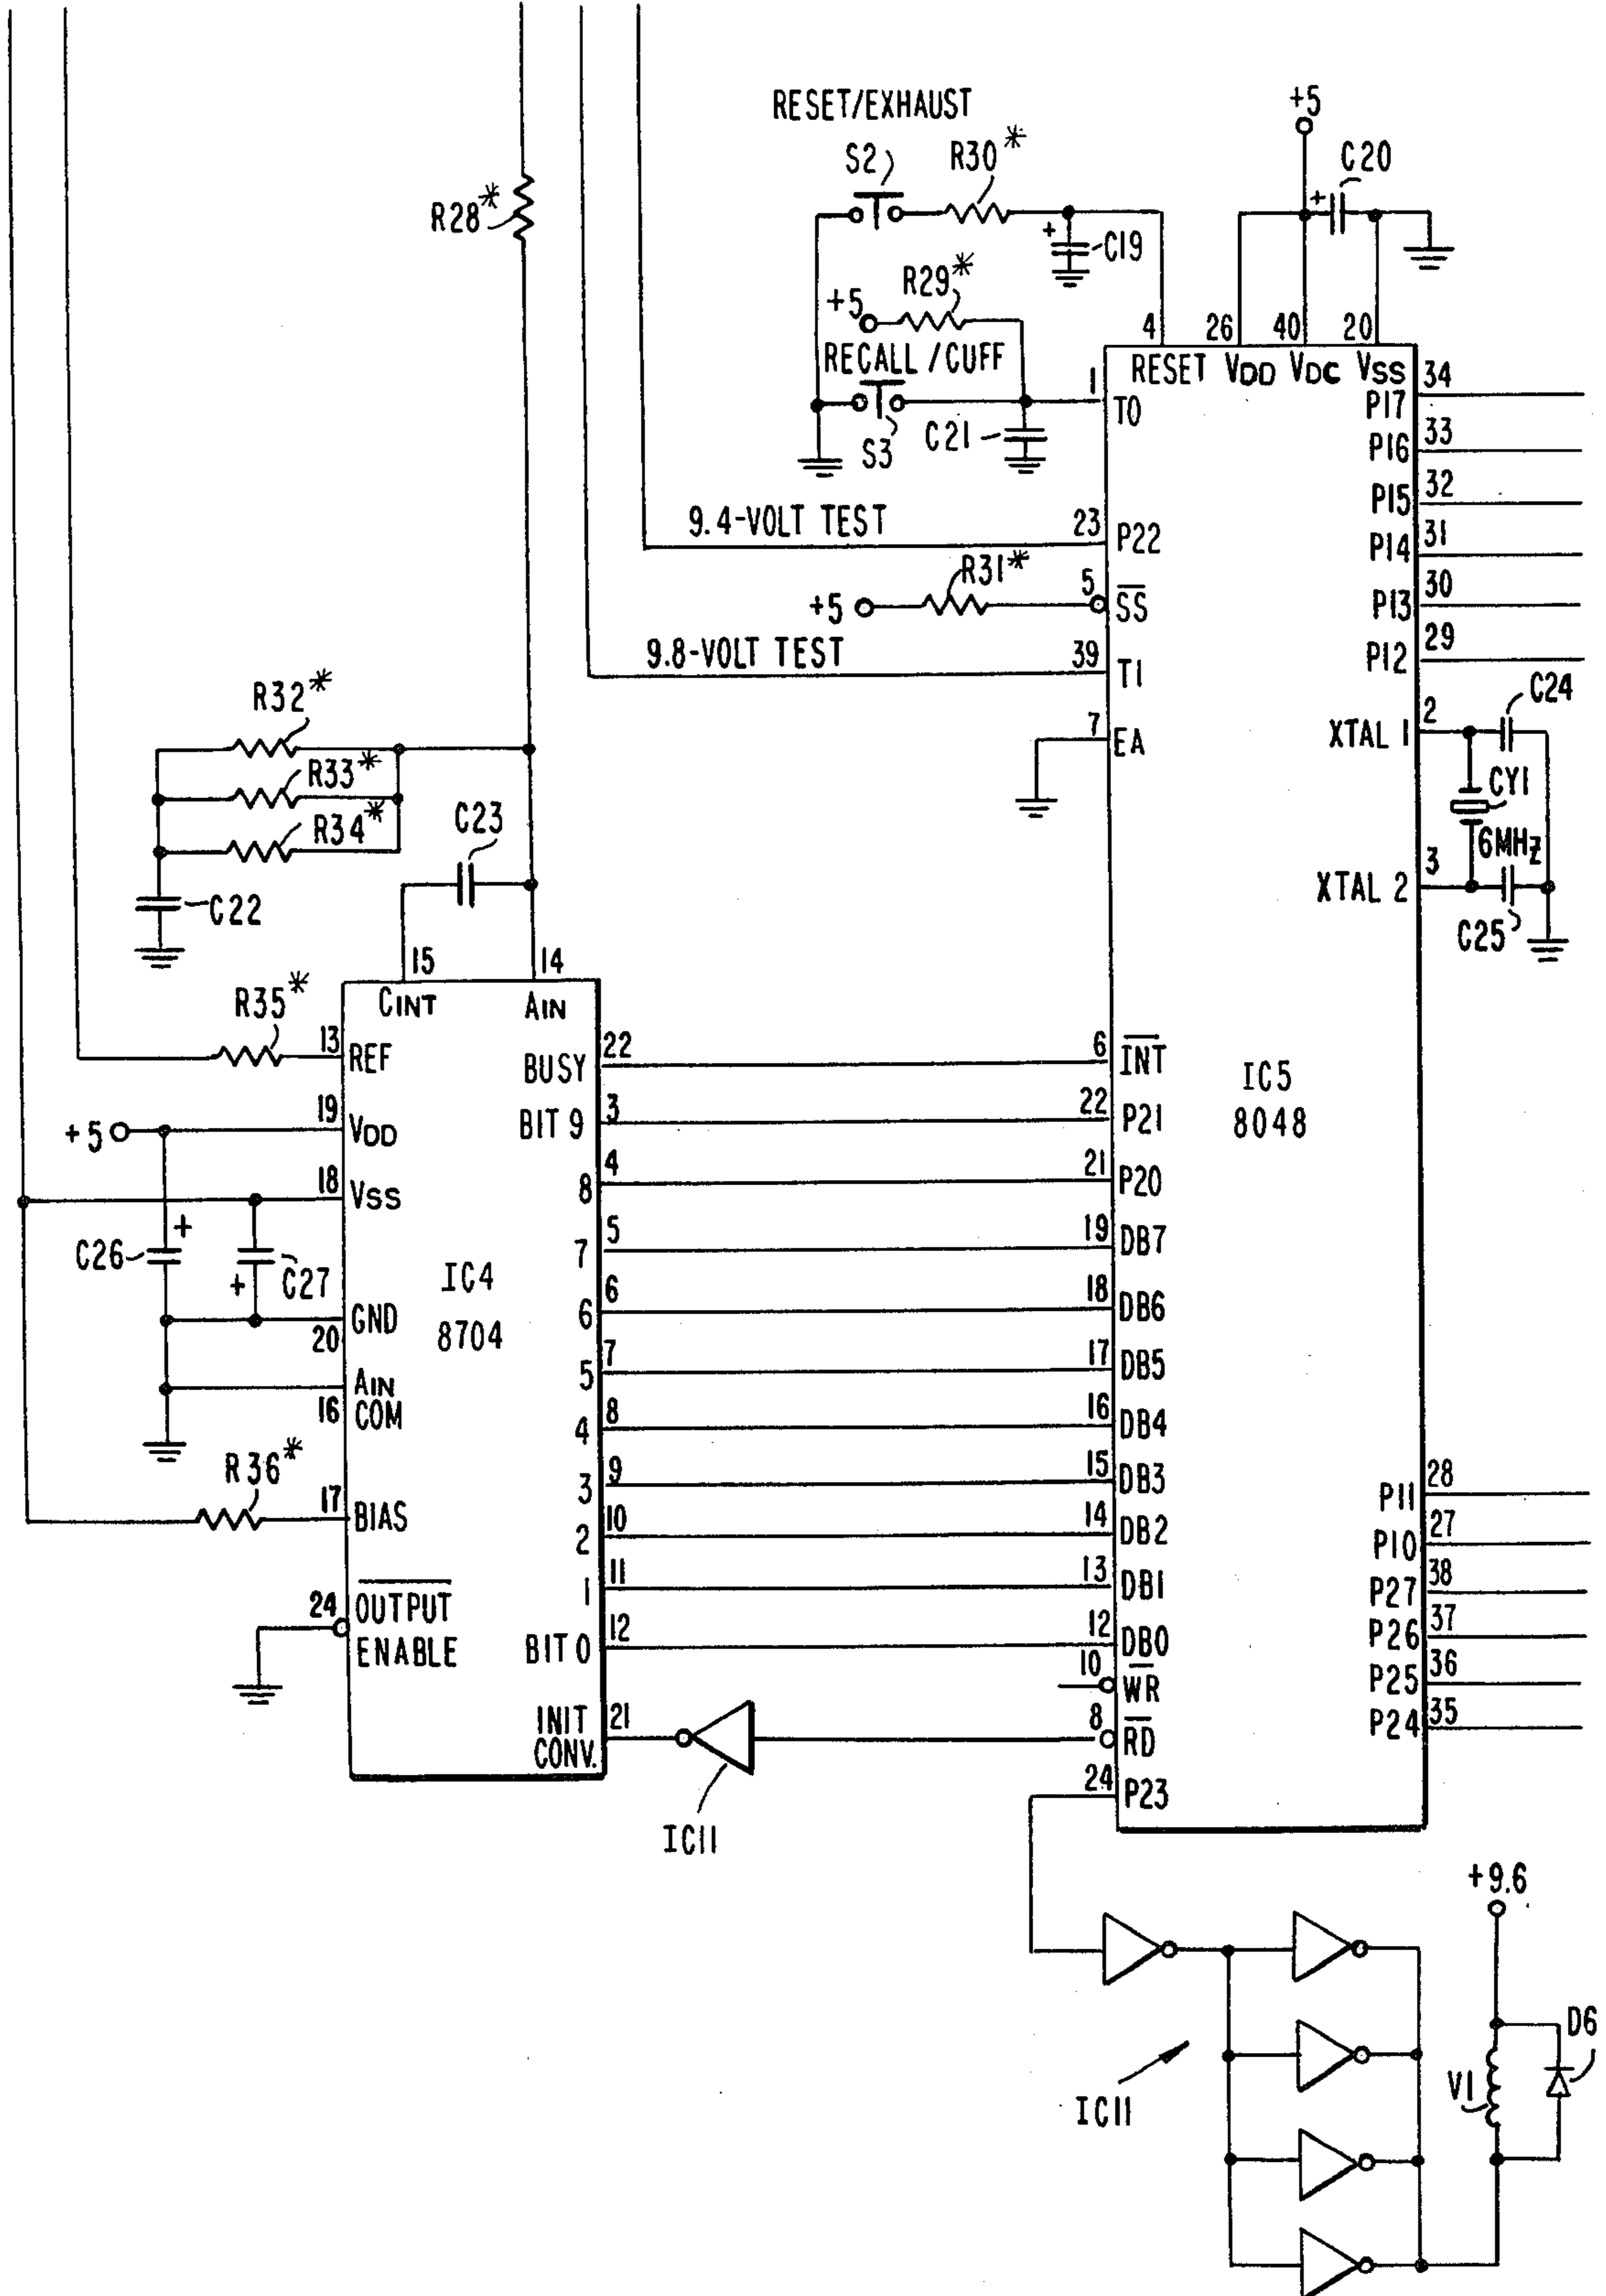 RESET/EXHAUST
+5
S2
R30*
C20
+
R28*
+
C19
R29*
+5
4
26
40
20
RECALL/CUFF
RESET
VDD
VDC
VSS
34
1
T0
P17
33
S3
C21
P16
32
P15
9.4-VOLT TEST
23
P22
31
P14
R31*
5
30
+5
SS
P13
29
9.8-VOLT TEST
39
T1
P12
C24
R32*
2
7
EA
XTAL 1
R33*
CY1
R34*
C23
6MHz
3
XTAL 2
C22
C25
15
14
R35*
CINT
AIN
13
REF
22
6
INT
BUSY
IC5
19
3
22
8048
+5
VDD
BIT 9
P21
18
4
21
VSS
8
P20
+
5
19
C26
7
DB7
+
C27
IC4
6
18
GND
6
DB6
20
8704
7
17
5
DB5
AIN
16
COM
8
16
4
DB4
R36*
9
15
3
DB3
28
P11
17
BIAS
10
14
2
DB2
27
P10
11
13
1
DB1
38
P27
24
OUTPUT
37
P26
ENABLE
12
12
BIT 0
DB0
10
WR
36
P25
INIT
21
8
RD
35
P24
CONV.
24
P23
IC11
+9.6
D6
V1
IC11